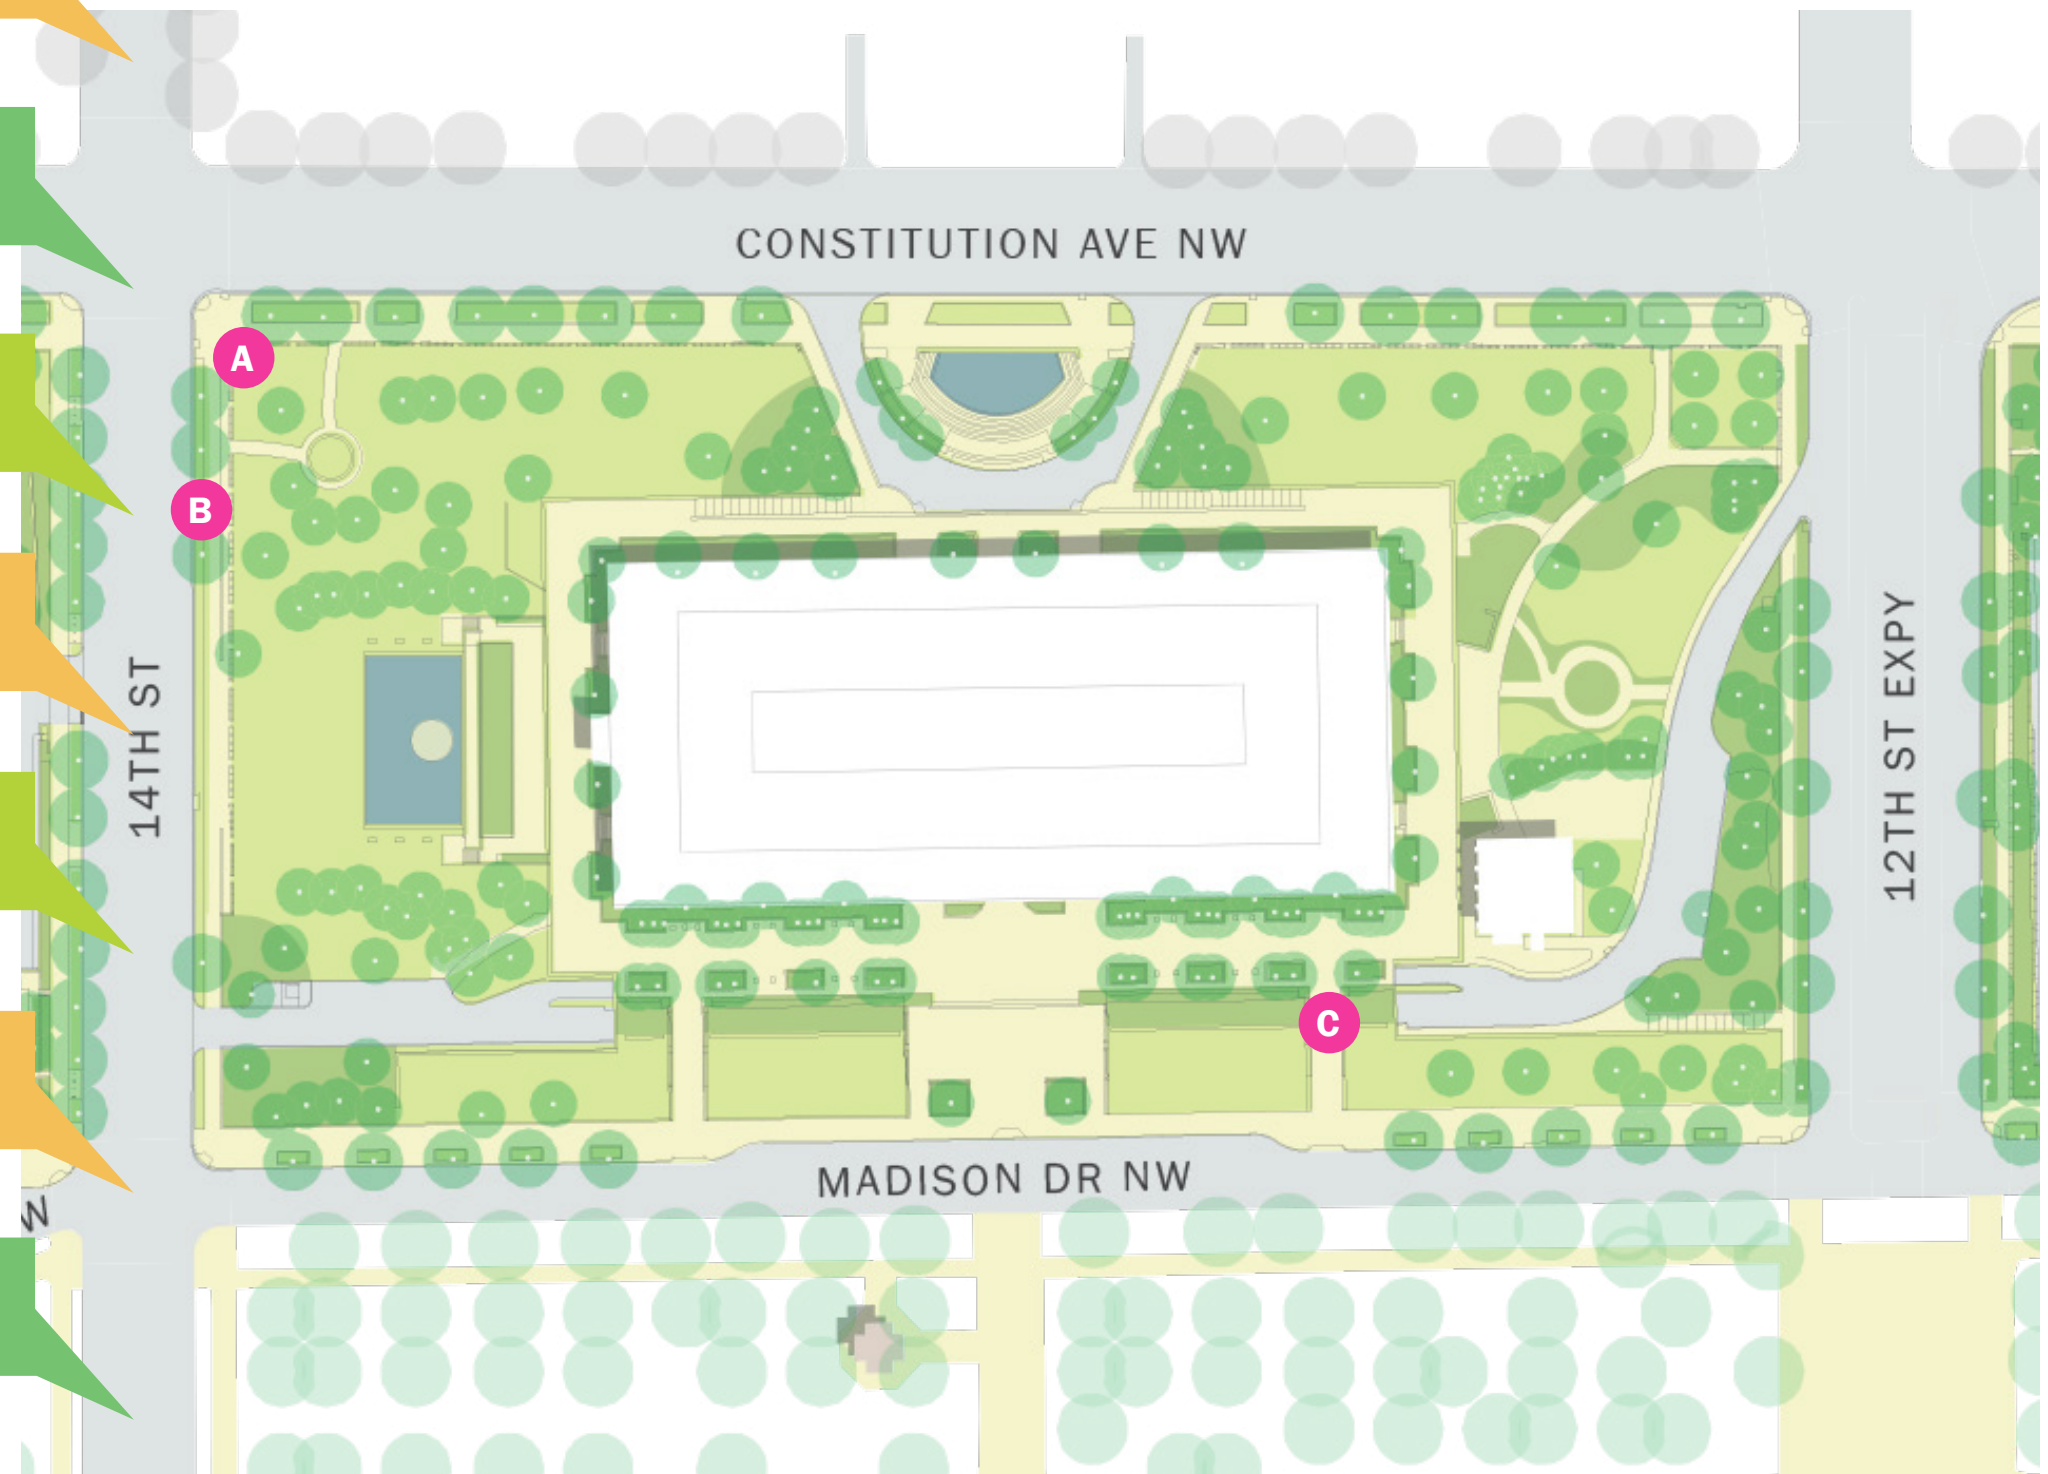 CONSTITUTION AVE NW
A
B
14TH ST
12TH ST EXPY
C
MADISON DR NW
W